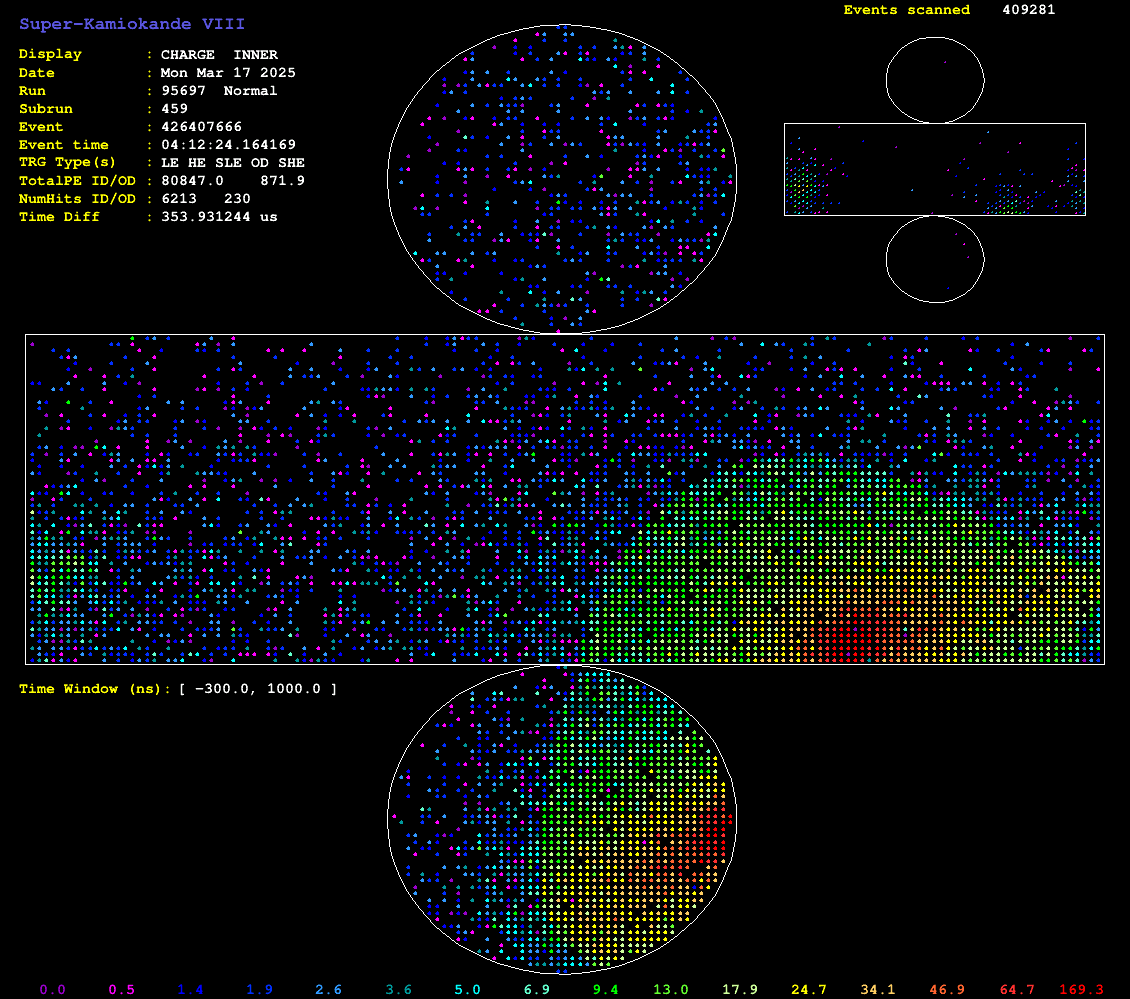 Super-Kamiokande VIII
Events scanned 409281
Display : CHARGE INNER
Date : Mon Mar 17 2025
Run : 95697 Normal
Subrun : 459
Event : 426407666
Event time : 04:12:24.164169
TRG Type(s) : LE HE SLE OD SHE
TotalPE ID/OD : 80847.0 871.9
NumHits ID/OD : 6213 230
Time Diff : 353.931244 us
Time Window (ns): [ -300.0, 1000.0 ]
0.0 0.5 1.4 1.9 2.6 3.6 5.0 6.9 9.4 13.0 17.9 24.7 34.1 46.9 64.7 169.3